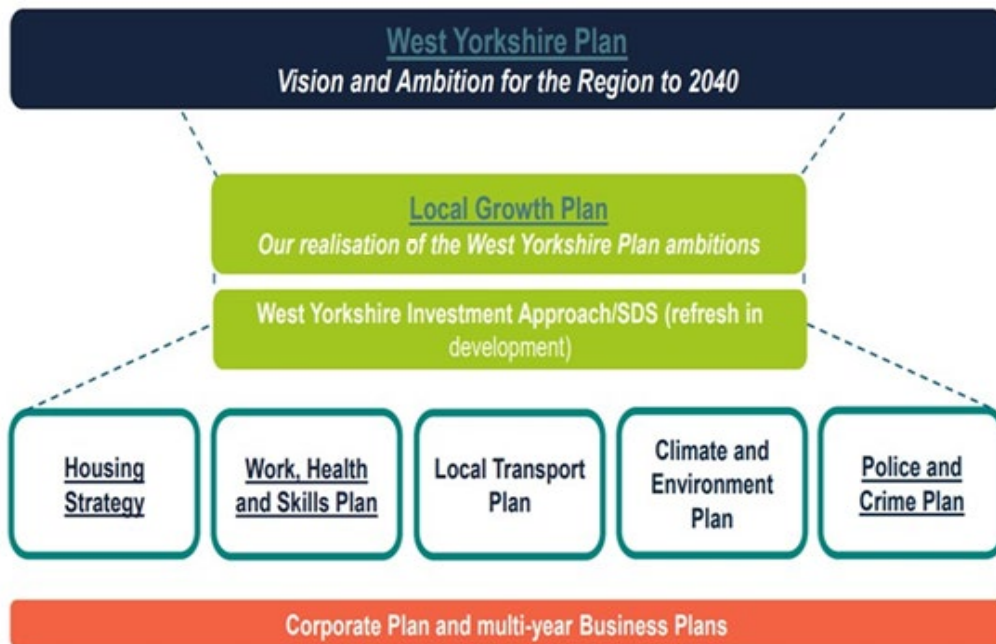 West Yorkshire Plan
Vision and Ambition for the Region to 2040
Local Growth Plan
Our realisation of the West Yorkshire Plan ambitions
West Yorkshire Investment Approach/SDS (refresh in
development)
Housing
Strategy
Work, Health
and Skills Plan
Local Transport
Plan
Climate and
Environment
Plan
Police and
Crime Plan
Corporate Plan and multi-year Business Plans